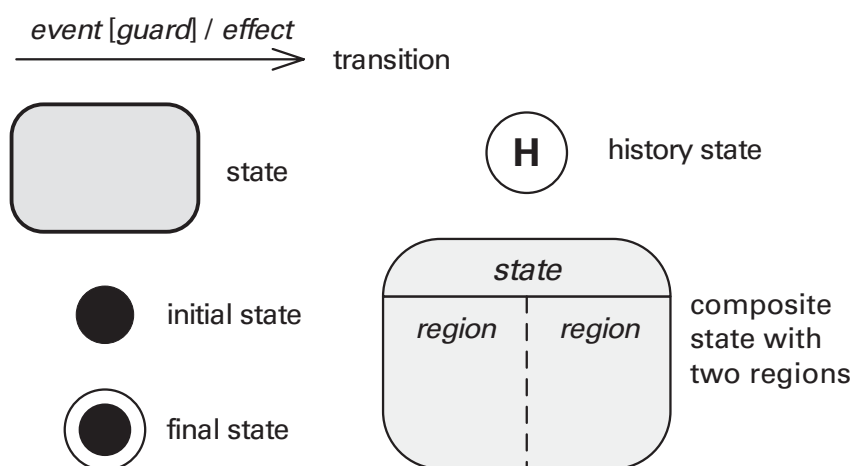 event [guard] / effect
transition
state
H
history state
state
region
region
initial state
composite
state with
two regions
final state